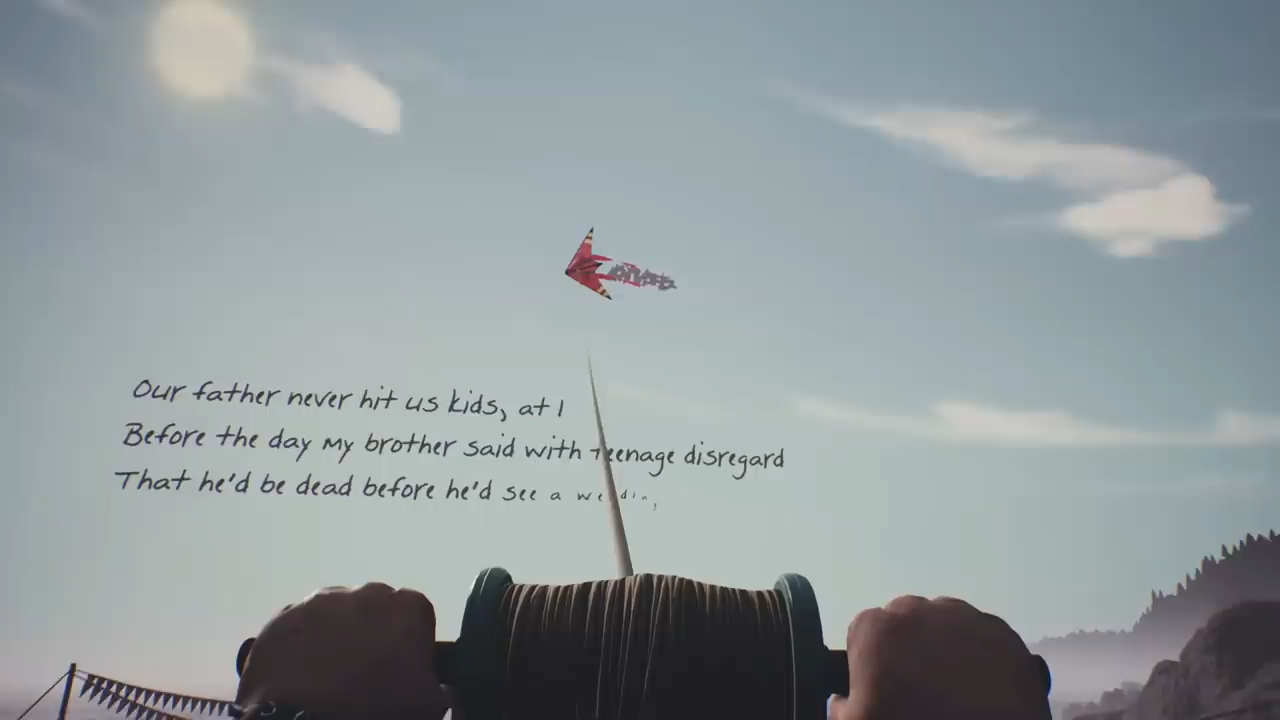 Our father never hit us kids, at l
Before the day my brother said with teenage disregard
That he'd be dead before he'd see a